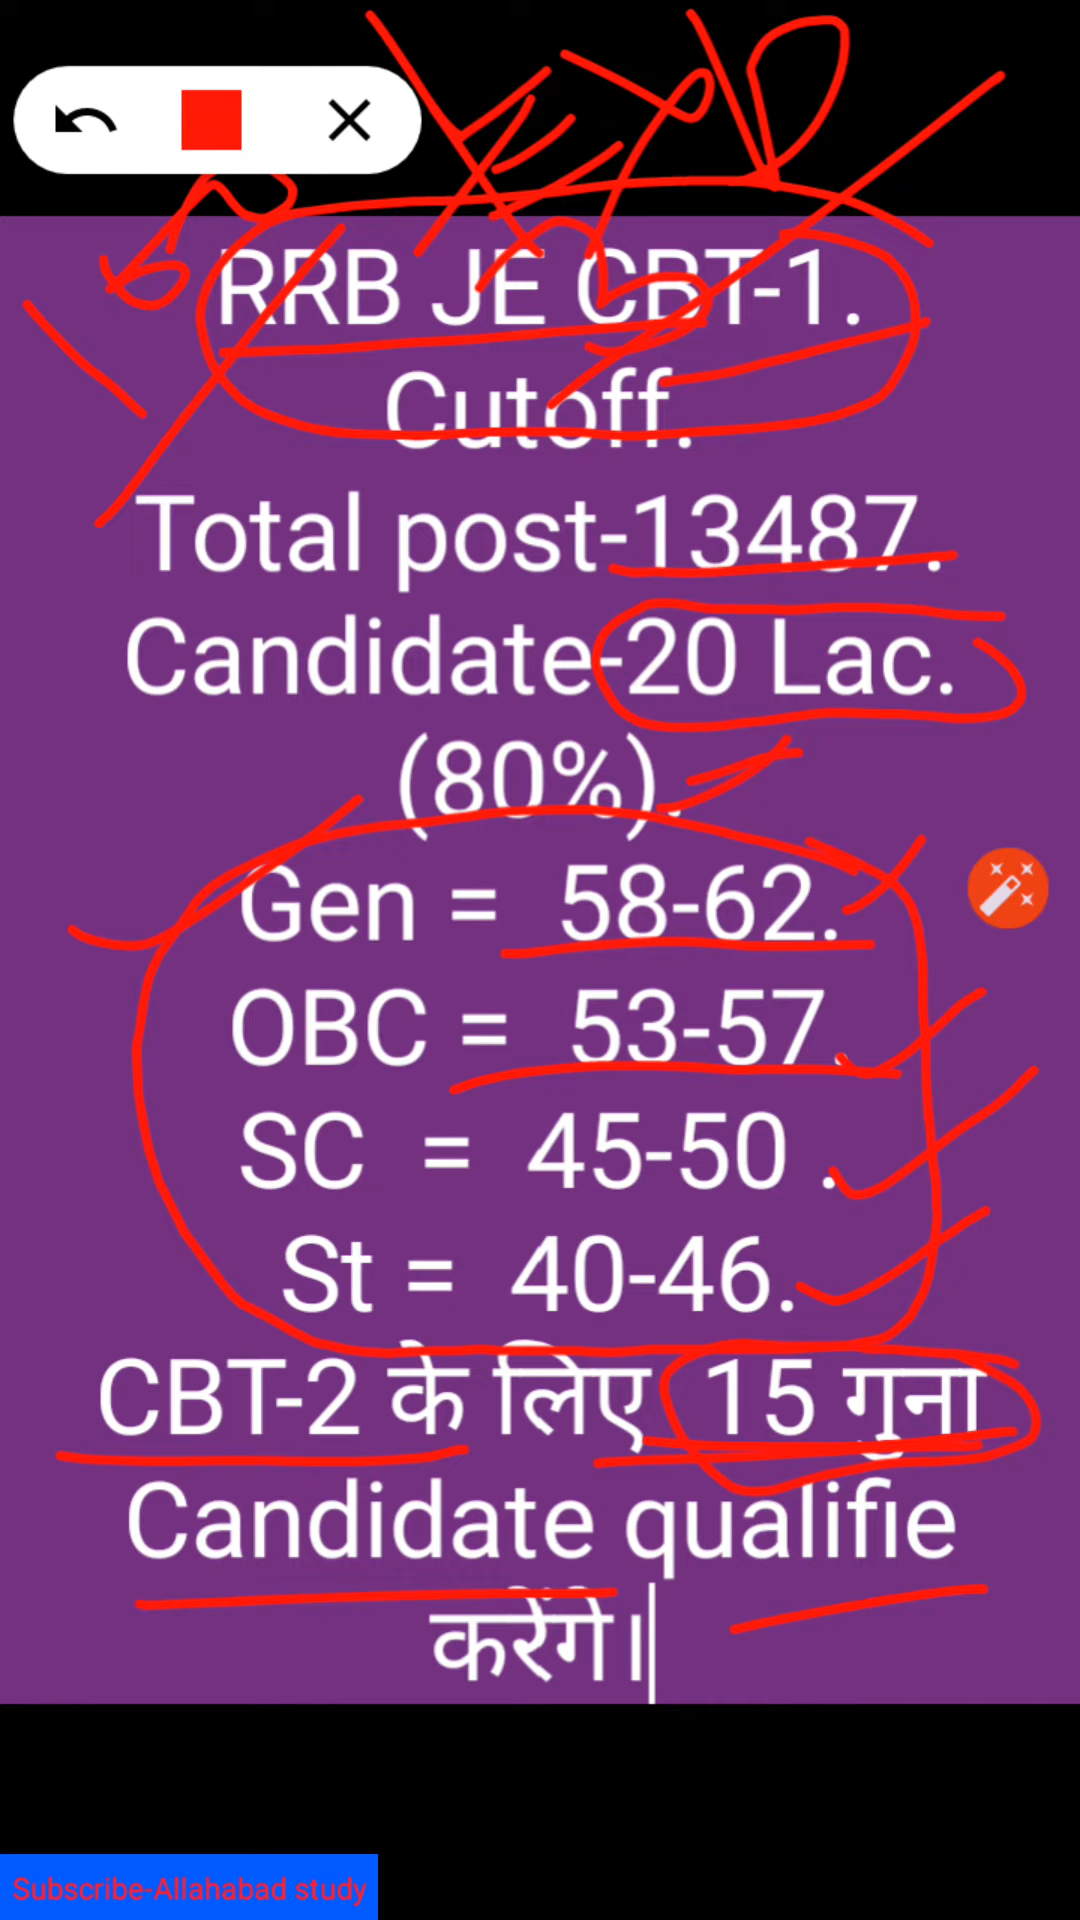 RRB JE CBT-1.
Cutoff.
Total post-13487.
Candidate-20 Lac.
(80%).
Gen = 58-62.
OBC = 53-57.
SC = 45-50 .
St = 40-46.
CBT-2 के लिए 15 गुना
Candidate qualifie
करेंगे।
Subscribe-Allahabad study